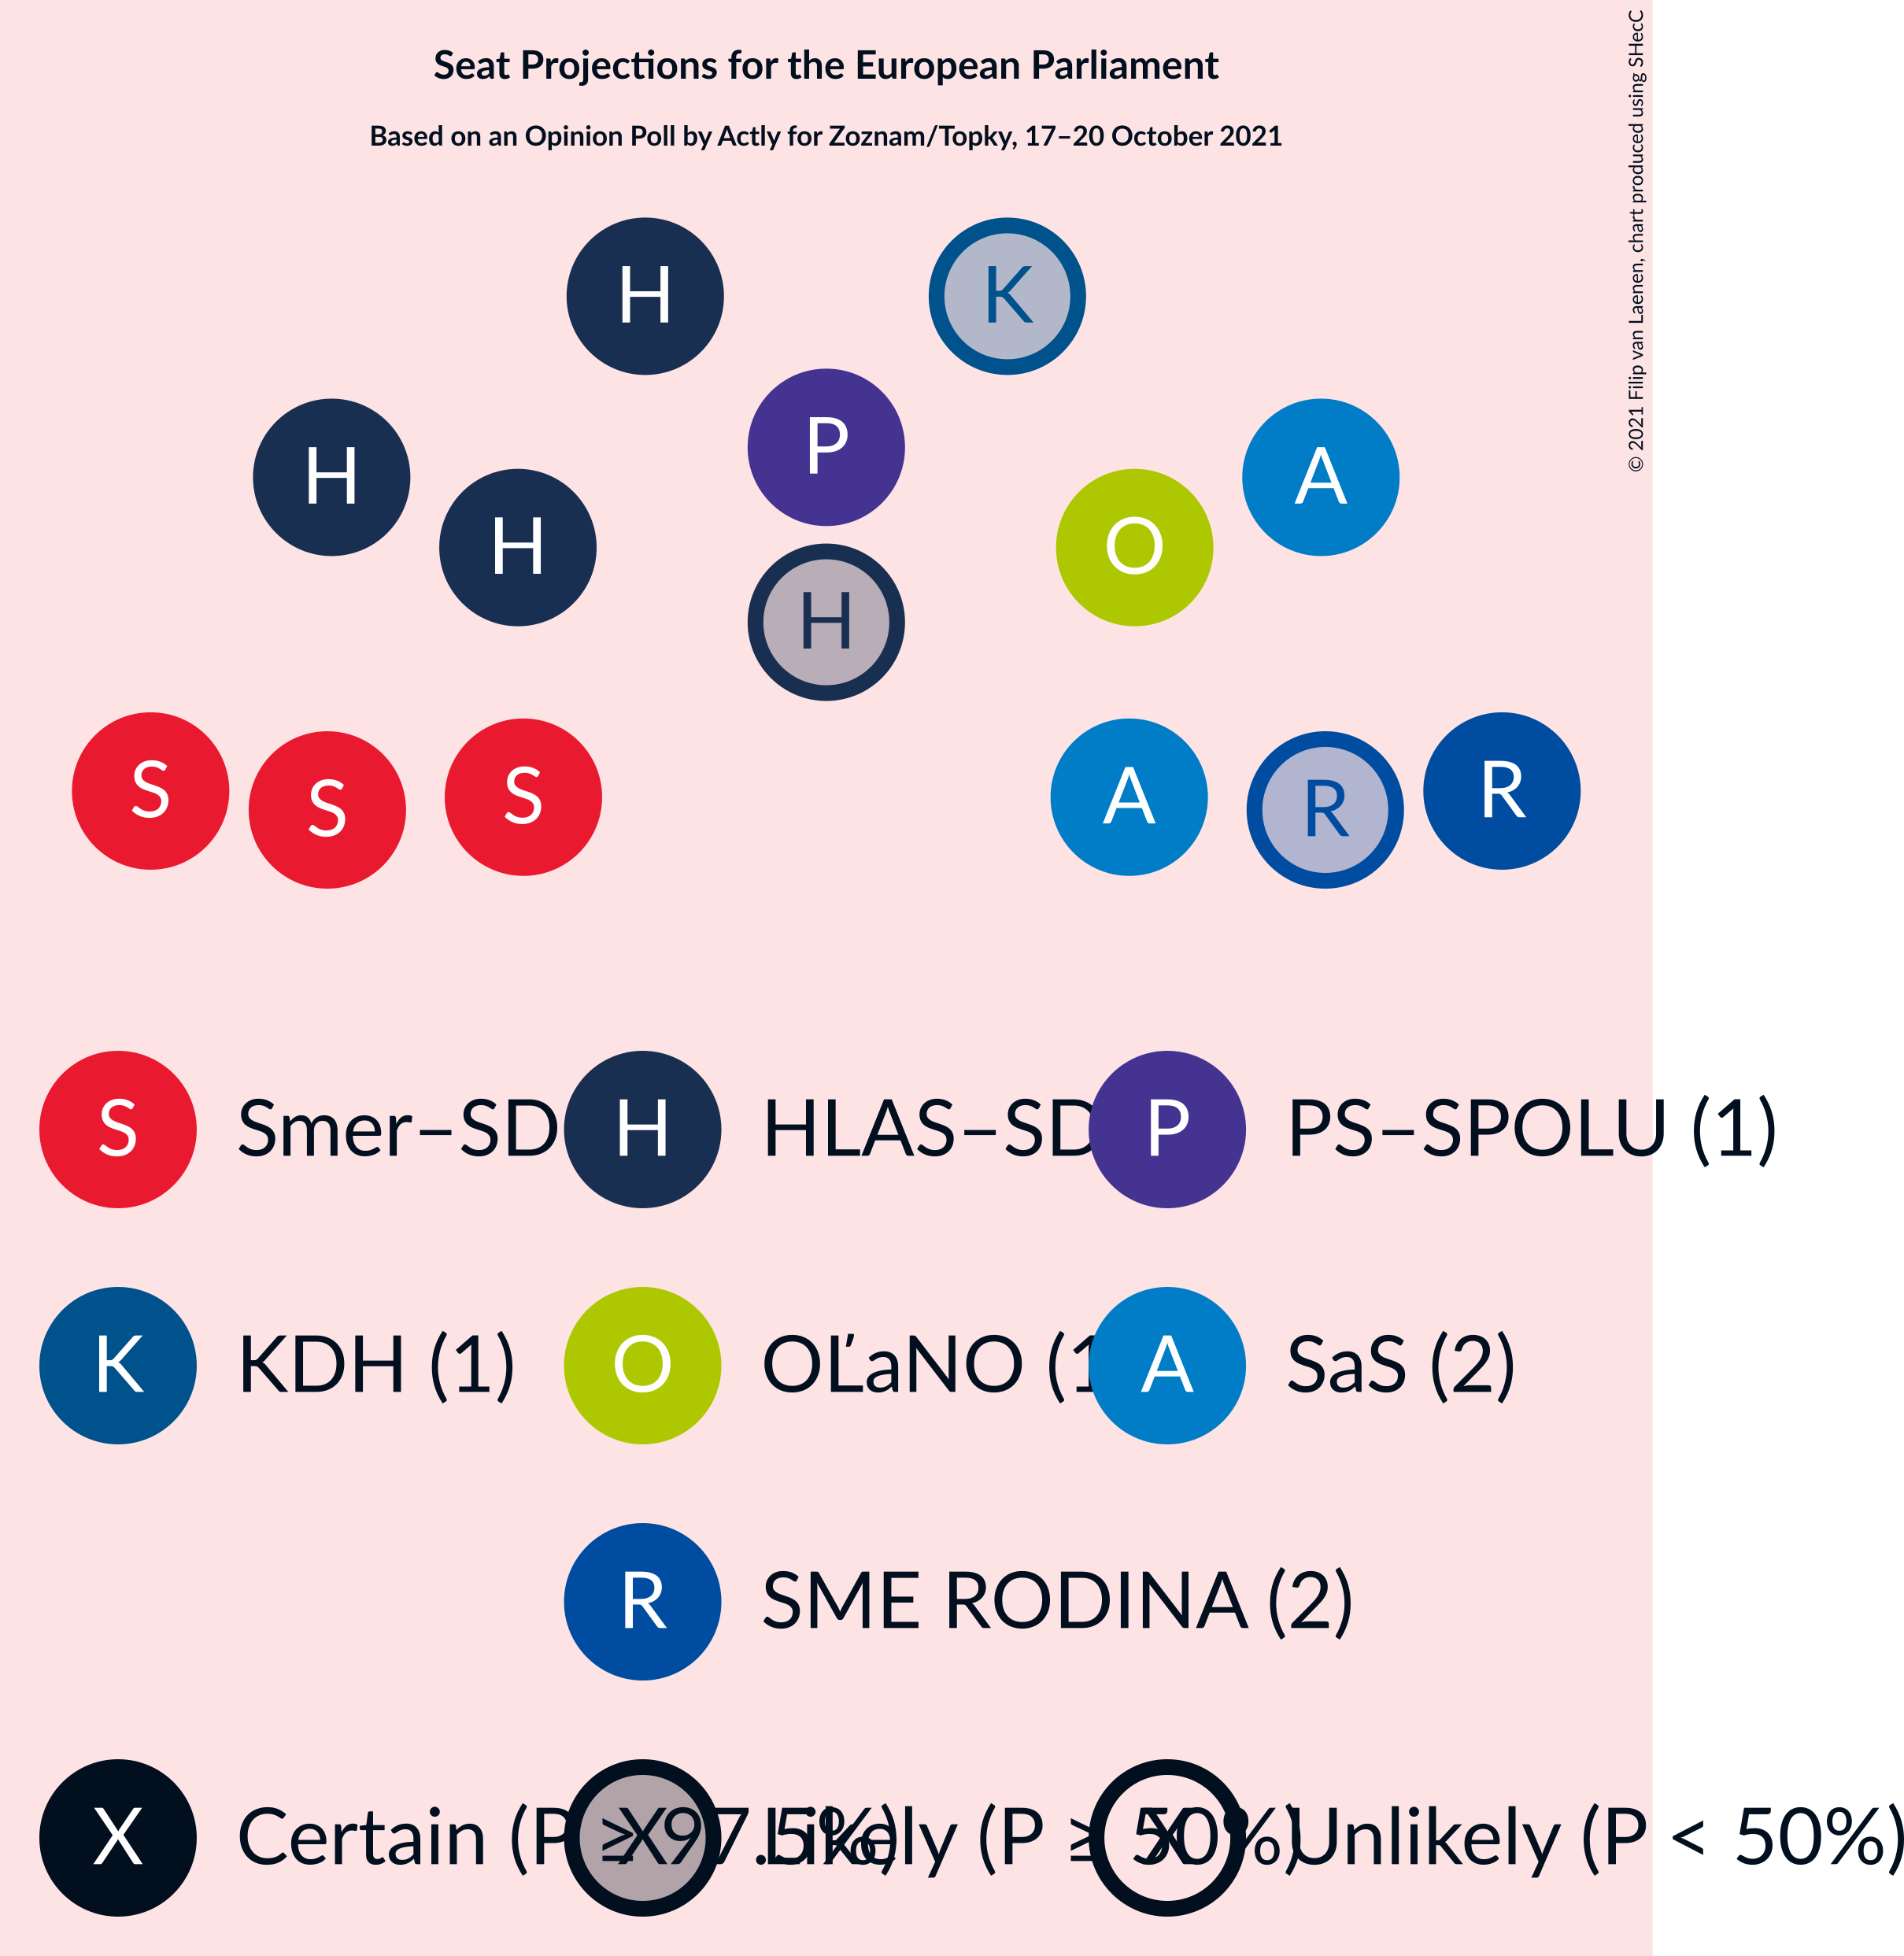 Seat Projections for the European Parliament
Based on an Opinion Poll by Actly for Zoznam/Topky, 17–20 October 2021
© 2021 Filip van Laenen, chart produced using SHecC
H K
P
H A
H O
H
S R
S S A R
S Smer–SD H HLAS–SD P PS–SPOLU (1)
K KDH (1) O OĽaNO (1 A SaS (2)
R SME RODINA (2)
X Certain (P ≥ 97.5%) X Likely (P ≥ 50%) X Unlikely (P < 50%)